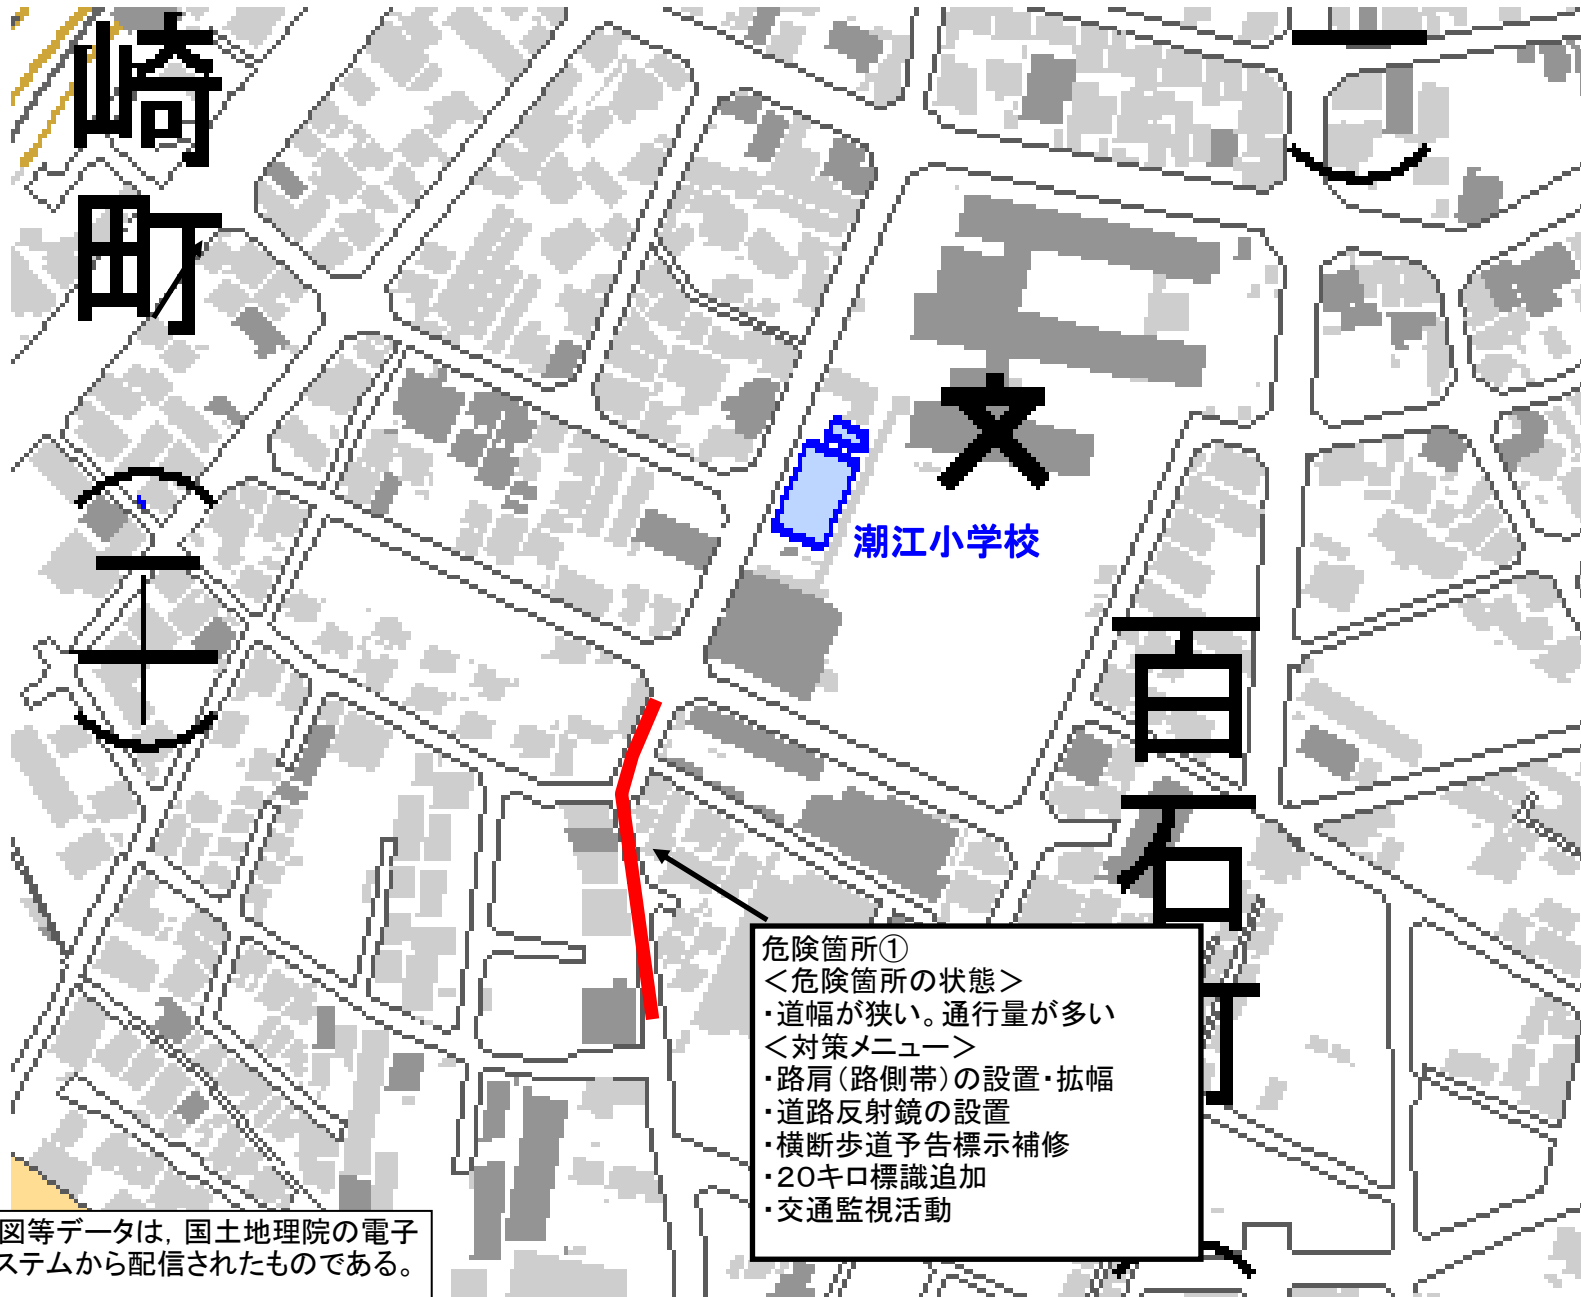 崎町
(二十)
文
潮江小学校
百石町
危険箇所①
＜危険箇所の状態＞
・道幅が狭い。通行量が多い
＜対策メニュー＞
・路肩（路側帯）の設置・拡幅
・道路反射鏡の設置
・横断歩道予告標示補修
・20キロ標識追加
・交通監視活動
図等データは，国土地理院の電子
ステムから配信されたものである。